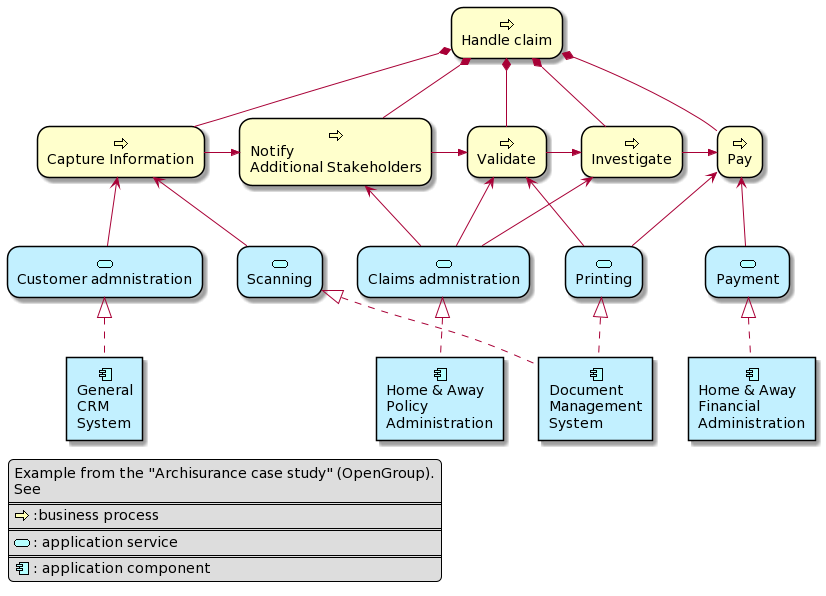 Handle claim
Capture Information
Notify
Additional Stakeholders
Validate
Investigate
Pay
Customer admnistration
Scanning
Claims admnistration
Printing
Payment
General
CRM
System
Home & Away
Policy
Administration
Document
Management
System
Home & Away
Financial
Administration
Example from the "Archisurance case study" (OpenGroup).
See
:business process
: application service
: application component